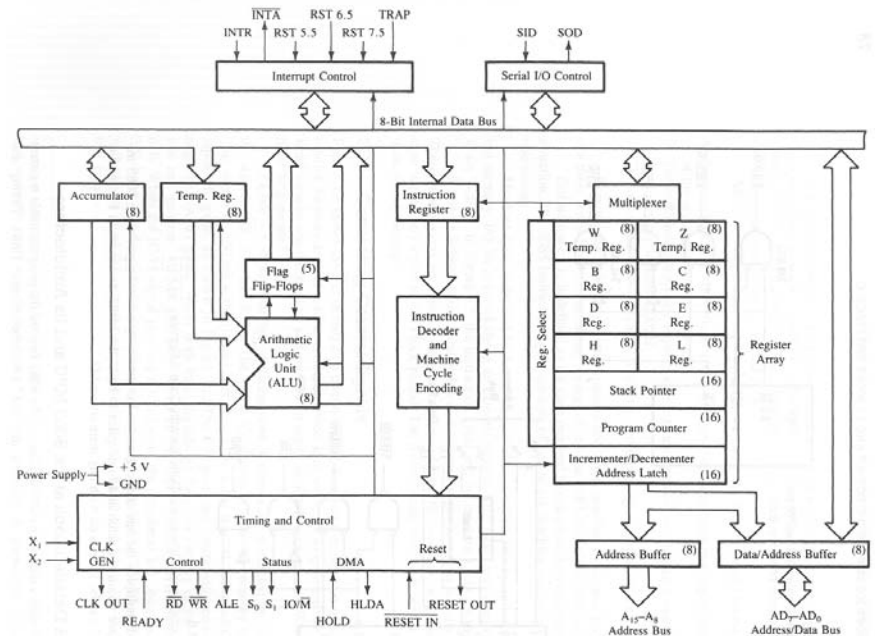 INTR
INTA
RST 5.5
RST 6.5
RST 7.5
TRAP
SID
SOD
Interrupt Control
Serial I/O Control
8-Bit Internal Data Bus
Accumulator
(8)
Temp. Reg.
(8)
Instruction
Register
(8)
Multiplexer
Flag
Flip-Flops
(5)
Arithmetic
Logic
Unit
(ALU)
(8)
Instruction
Decoder
and
Machine
Cycle
Encoding
Reg. Select
W (8)
Temp. Reg.
Z (8)
Temp. Reg.
B (8)
Reg.
C (8)
Reg.
D (8)
Reg.
E (8)
Reg.
H (8)
Reg.
L (8)
Reg.
(16)
Stack Pointer
(16)
Program Counter
Incrementer/Decrementer
Address Latch (16)
Register
Array
Power Supply
+5 V
GND
Timing and Control
X₁
X₂
CLK
GEN
Control
Status
DMA
Reset
CLK OUT
READY
RD
WR
ALE
S₀
S₁
IO/M
HOLD
HLDA
RESET IN
RESET OUT
Address Buffer (8)
Data/Address Buffer (8)
A₁₅–A₈
Address Bus
AD₇–AD₀
Address/Data Bus